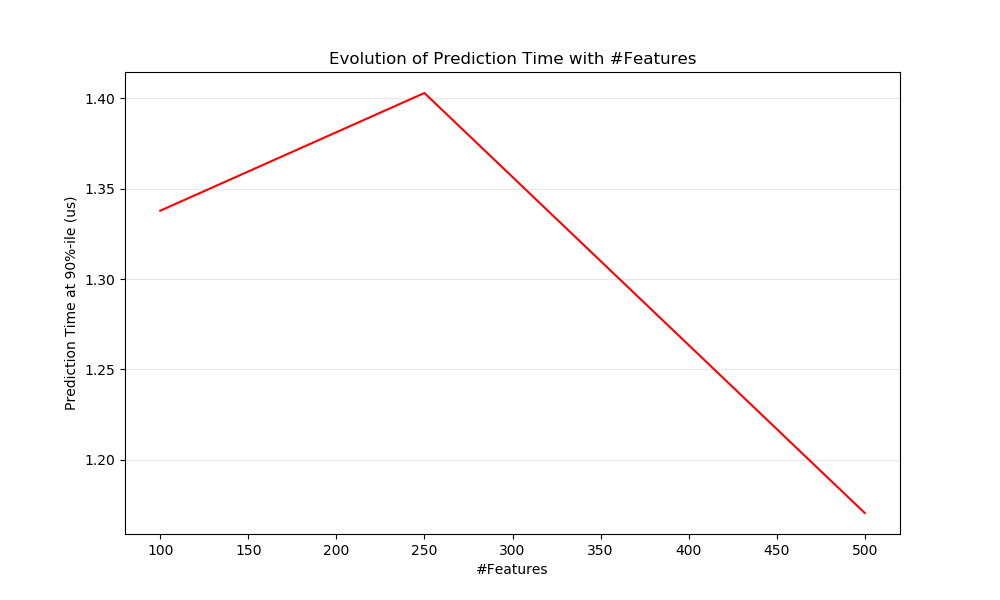 Evolution of Prediction Time with #Features
Prediction Time at 90%-ile (us)
1.40
1.35
1.30
1.25
1.20
100 150 200 250 300 350 400 450 500
#Features